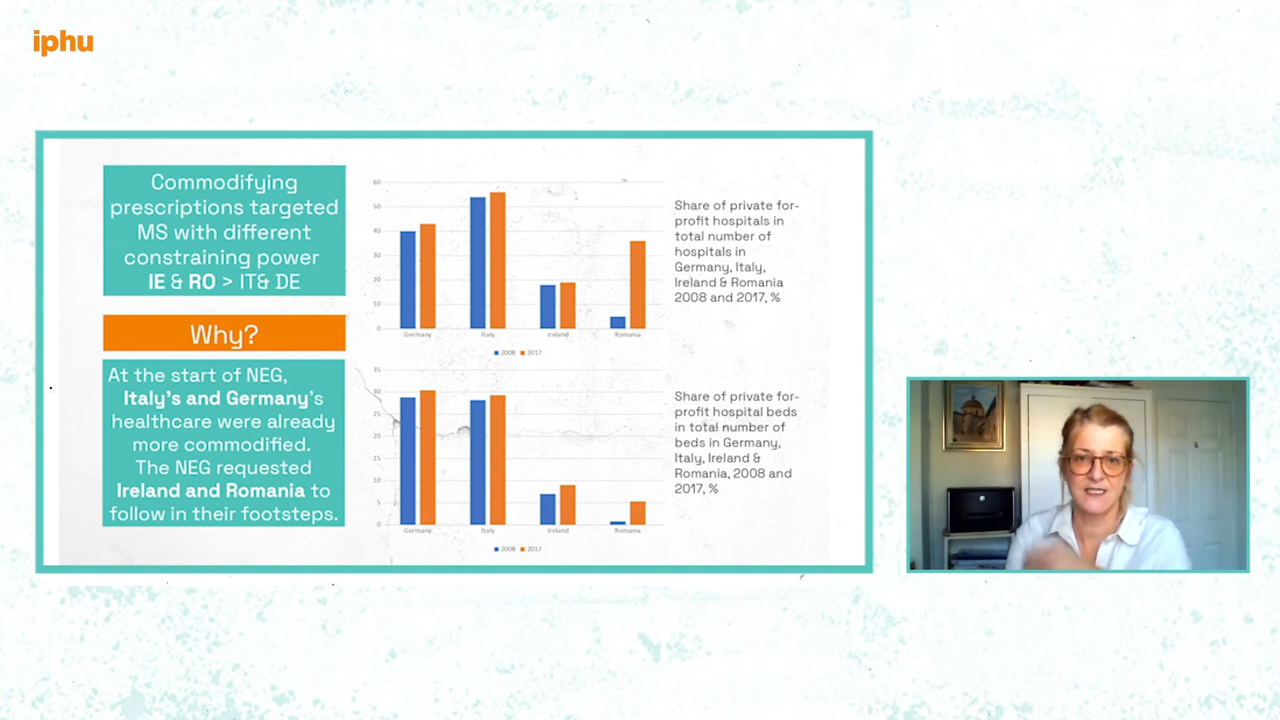 iphu
Commodifying
prescriptions targeted
MS with different
constraining power
IE & RO > IT& DE
Why?
At the start of NEG,
Italy's and Germany's
healthcare were already
more commodified.
The NEG requested
Ireland and Romania to
follow in their footsteps.
60
50
40
30
20
10
0
Germany Italy Ireland Romania
2008 2017
Share of private for-
profit hospitals in
total number of
hospitals in
Germany, Italy,
Ireland & Romania
2008 and 2017, %
35
30
25
20
15
10
5
0
Germany Italy Ireland Romania
2008 2017
Share of private for-
profit hospital beds
in total number of
beds in Germany,
Italy, Ireland &
Romania, 2008 and
2017, %